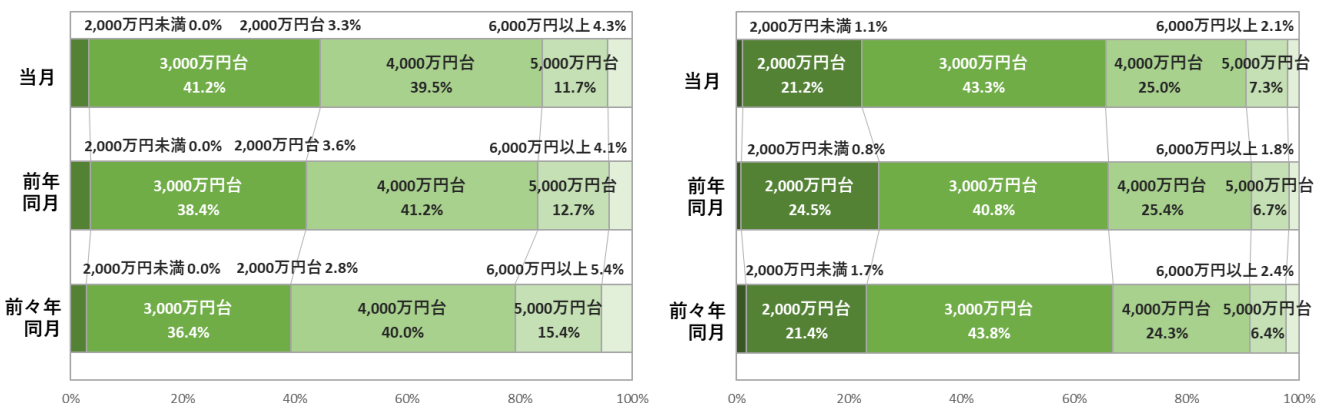 2,000万円未満0.0% 2,000万円台3.3% 6,000万円以上4.3%
当月
3,000万円台 4,000万円台 5,000万円台
41.2% 39.5% 11.7%
2,000万円未満0.0% 2,000万円台3.6% 6,000万円以上4.1%
前年
同月
3,000万円台 4,000万円台 5,000万円台
38.4% 41.2% 12.7%
2,000万円未満0.0% 2,000万円台2.8% 6,000万円以上5.4%
前々年
同月
3,000万円台 4,000万円台 5,000万円台
36.4% 40.0% 15.4%
0% 20% 40% 60% 80% 100%
2,000万円未満1.1% 6,000万円以上2.1%
当月
2,000万円台 3,000万円台 4,000万円台 5,000万円台
21.2% 43.3% 25.0% 7.3%
2,000万円未満0.8% 6,000万円以上1.8%
前年
同月
2,000万円台 3,000万円台 4,000万円台 5,000万円台
24.5% 40.8% 25.4% 6.7%
2,000万円未満1.7% 6,000万円以上2.4%
前々年
同月
2,000万円台 3,000万円台 4,000万円台 5,000万円台
21.4% 43.8% 24.3% 6.4%
0% 20% 40% 60% 80% 100%